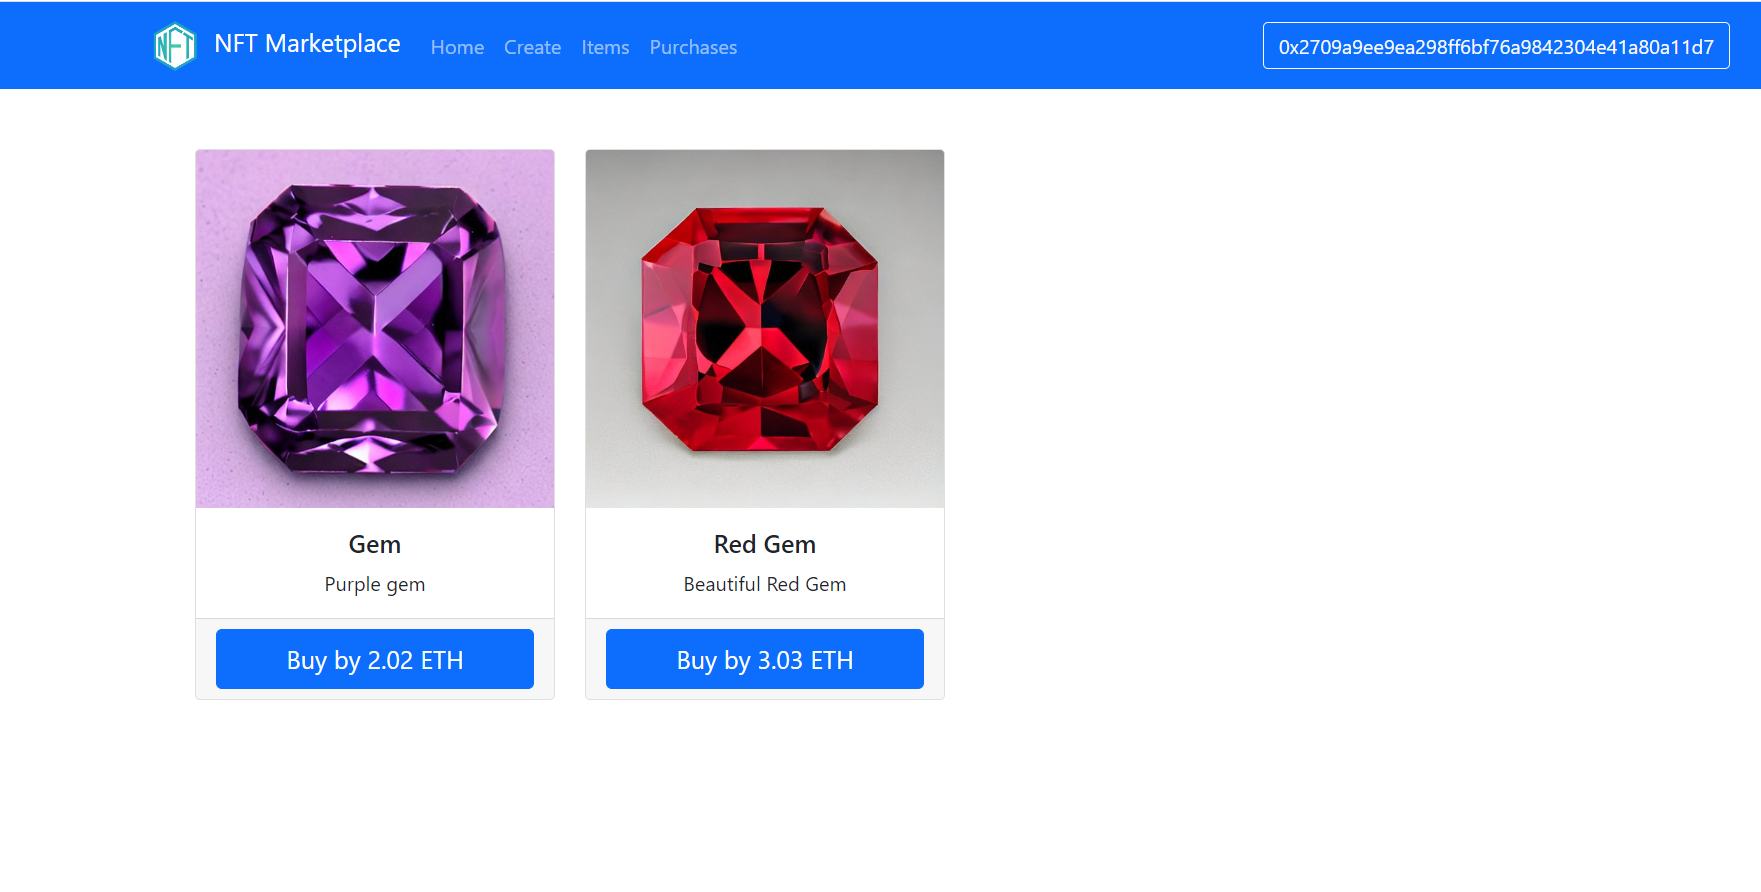 NFT
NFT Marketplace
Home
Create
Items
Purchases
0x2709a9ee9ea298ff6bf76a9842304e41a80a11d7
Gem
Purple gem
Buy by 2.02 ETH
Red Gem
Beautiful Red Gem
Buy by 3.03 ETH